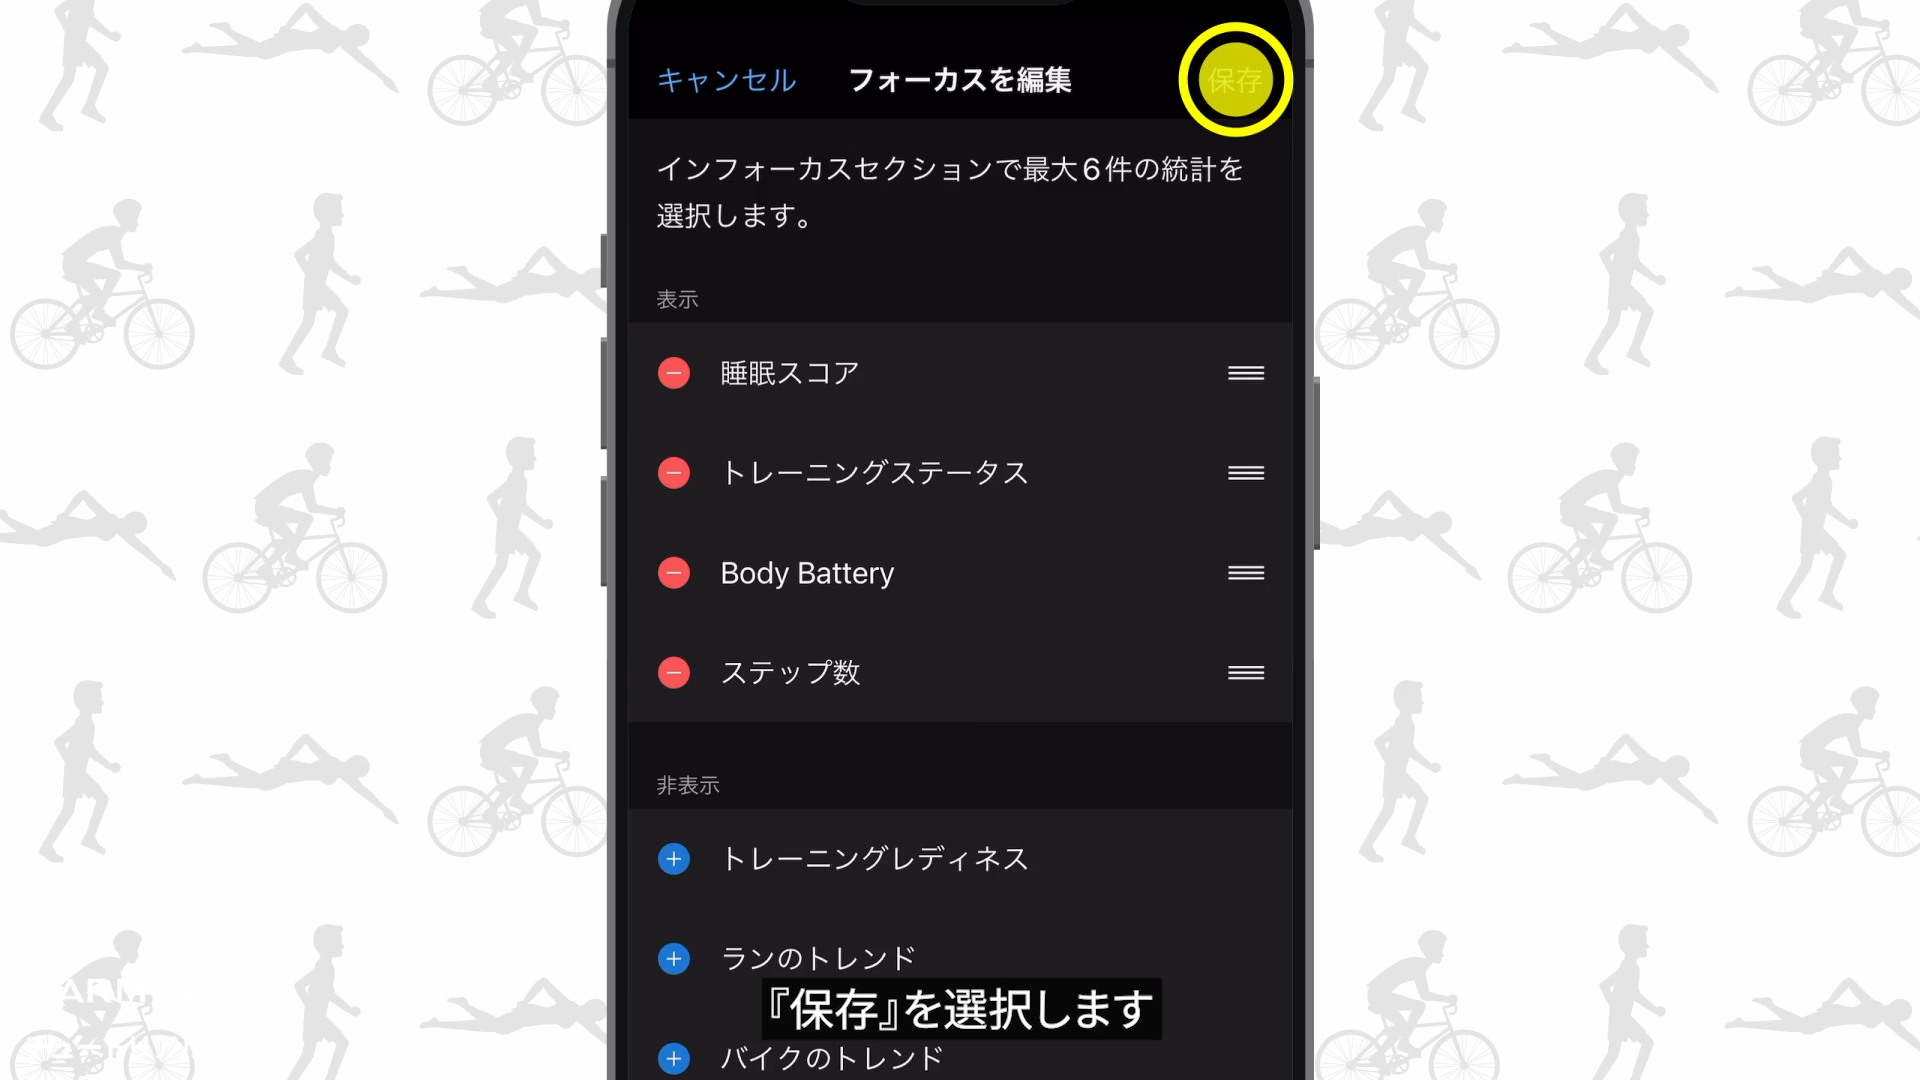 キャンセル
フォーカスを編集
保存
インフォーカスセクションで最大6件の統計を
選択します。
表示
睡眠スコア
トレーニングステータス
Body Battery
ステップ数
非表示
トレーニングレディネス
ランのトレンド
『保存』を選択します
バイクのトレンド